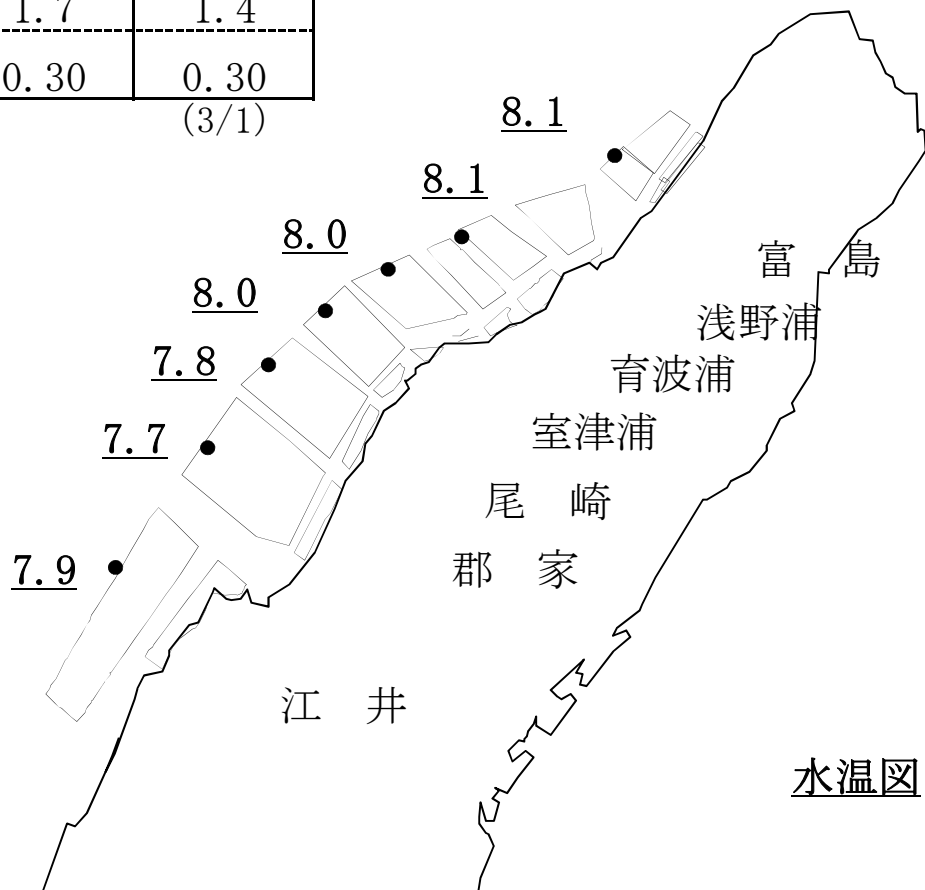 1.7 1.4
0.30 0.30
(3/1)
8.1
8.1
8.0
富 島
8.0
浅野浦
7.8
育波浦
7.7
室津浦
尾 崎
7.9
郡 家
江 井
水温図